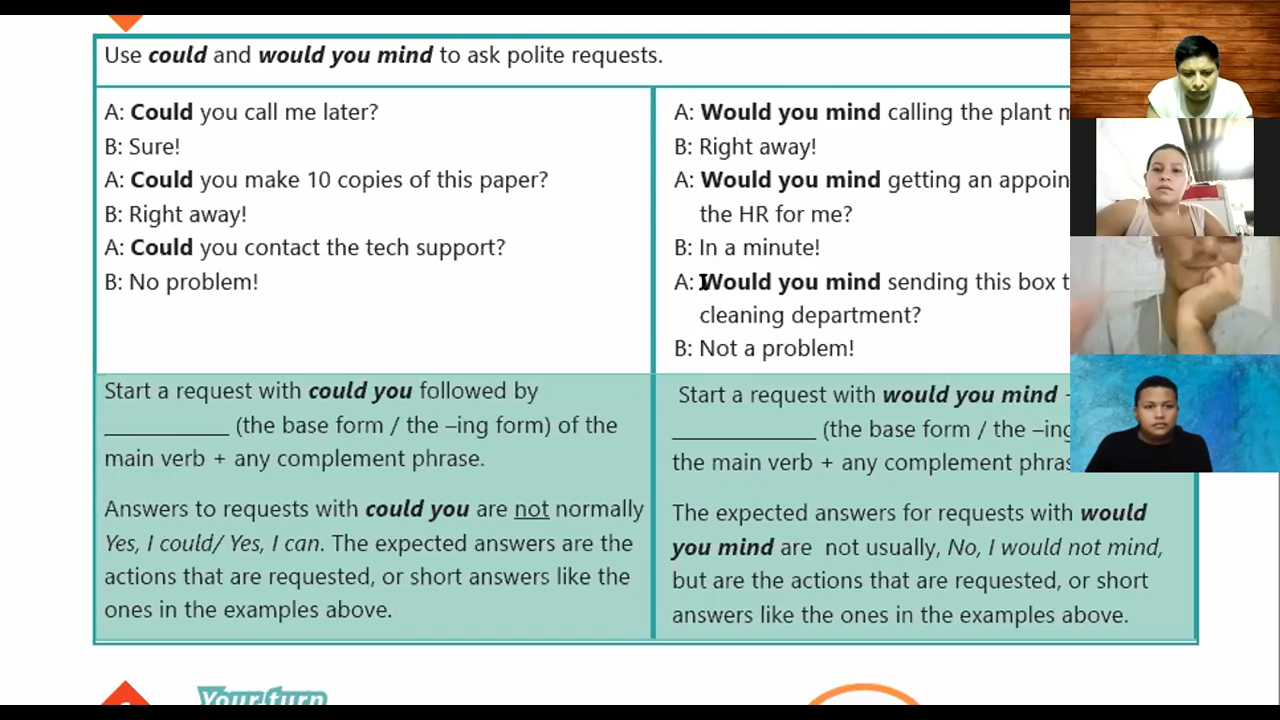 Use could and would you mind to ask polite requests.
A: Could you call me later?
B: Sure!
A: Could you make 10 copies of this paper?
B: Right away!
A: Could you contact the tech support?
B: No problem!
A: Would you mind calling the plant
B: Right away!
A: Would you mind getting an appoin
the HR for me?
B: In a minute!
A: Would you mind sending this box t
cleaning department?
B: Not a problem!
Start a request with could you followed by
___________ (the base form / the –ing form) of the
main verb + any complement phrase.
Answers to requests with could you are not normally
Yes, I could/ Yes, I can. The expected answers are the
actions that are requested, or short answers like the
ones in the examples above.
Start a request with would you mind
_____________ (the base form / the –ing
the main verb + any complement phras
The expected answers for requests with would
you mind are not usually, No, I would not mind,
but are the actions that are requested, or short
answers like the ones in the examples above.
Your turn